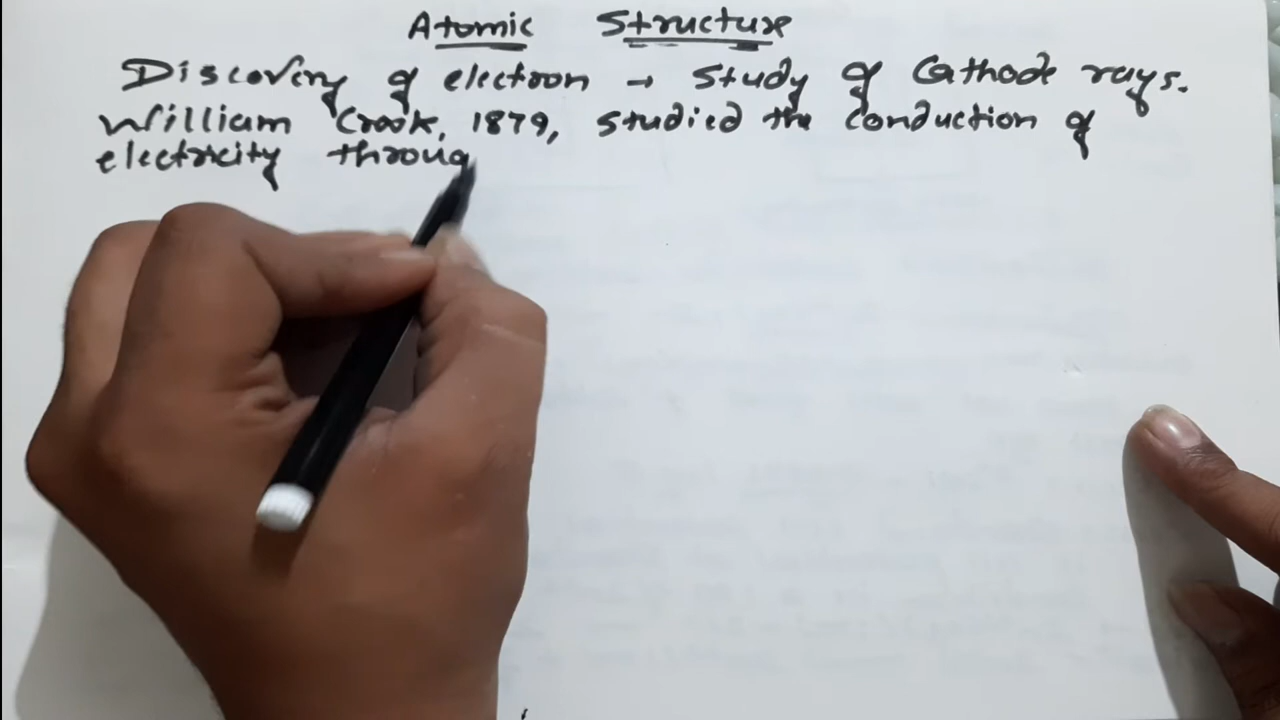 Atomic Structure
Discovery of electron → Study of Cathode rays.
William Crook, 1879, studied the conduction of
electricity throug